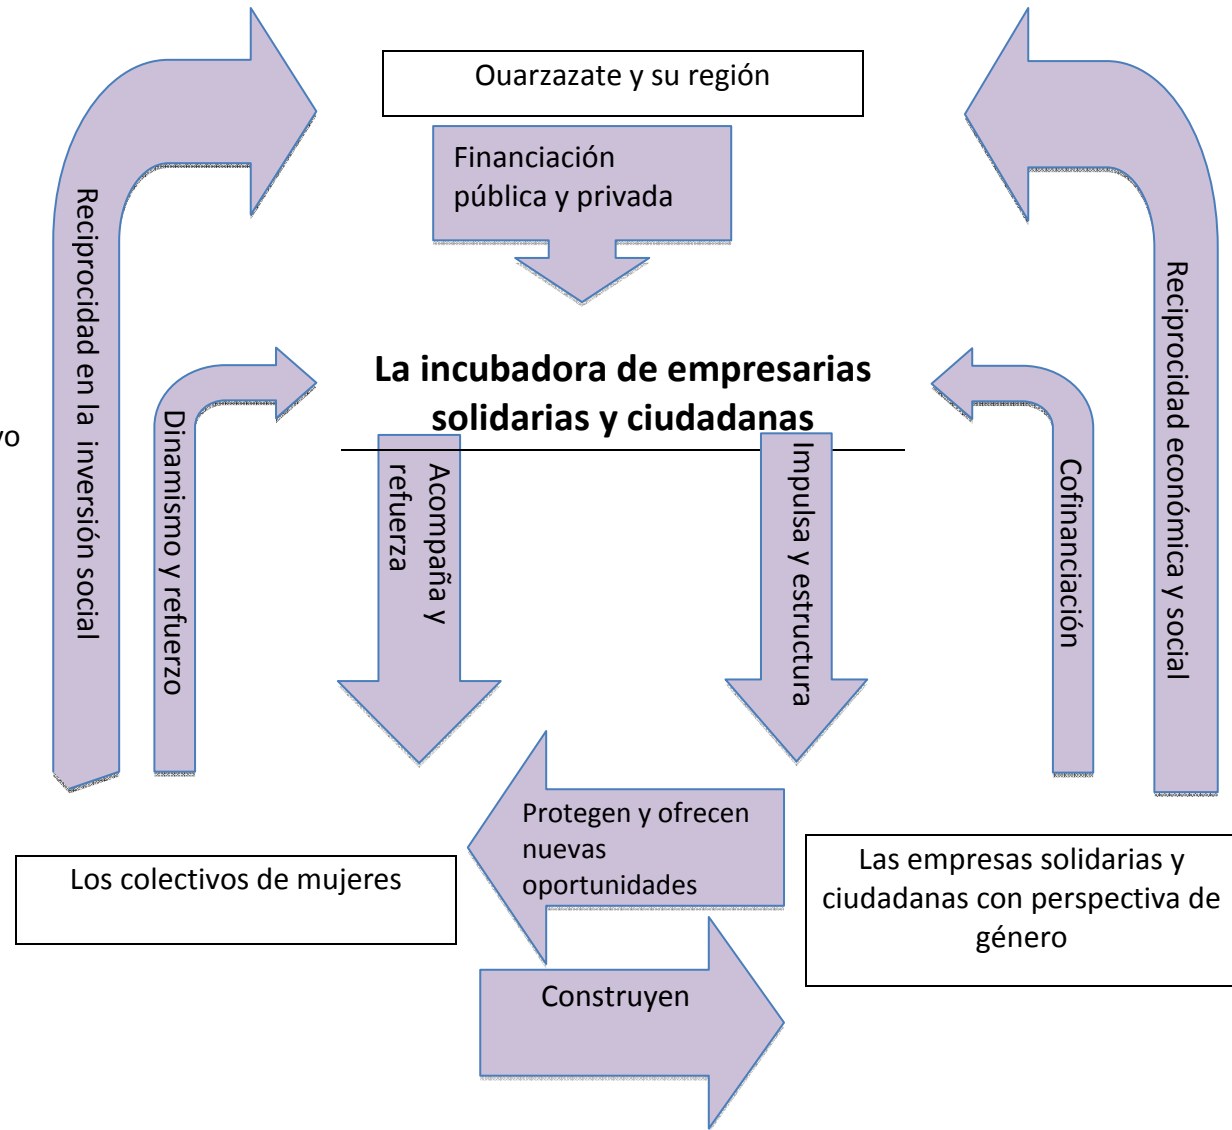 Ouarzazate y su región
Financiación
pública y privada
Reciprocidad en la inversión social
Reciprocidad económica y social
La incubadora de empresarias
solidarias y ciudadanas
Dinamismo y refuerzo
Acompaña y
refuerza
Impulsa y estructura
Cofinanciación
Protegen y ofrecen
nuevas
oportunidades
Los colectivos de mujeres
Las empresas solidarias y
ciudadanas con perspectiva de
género
Construyen